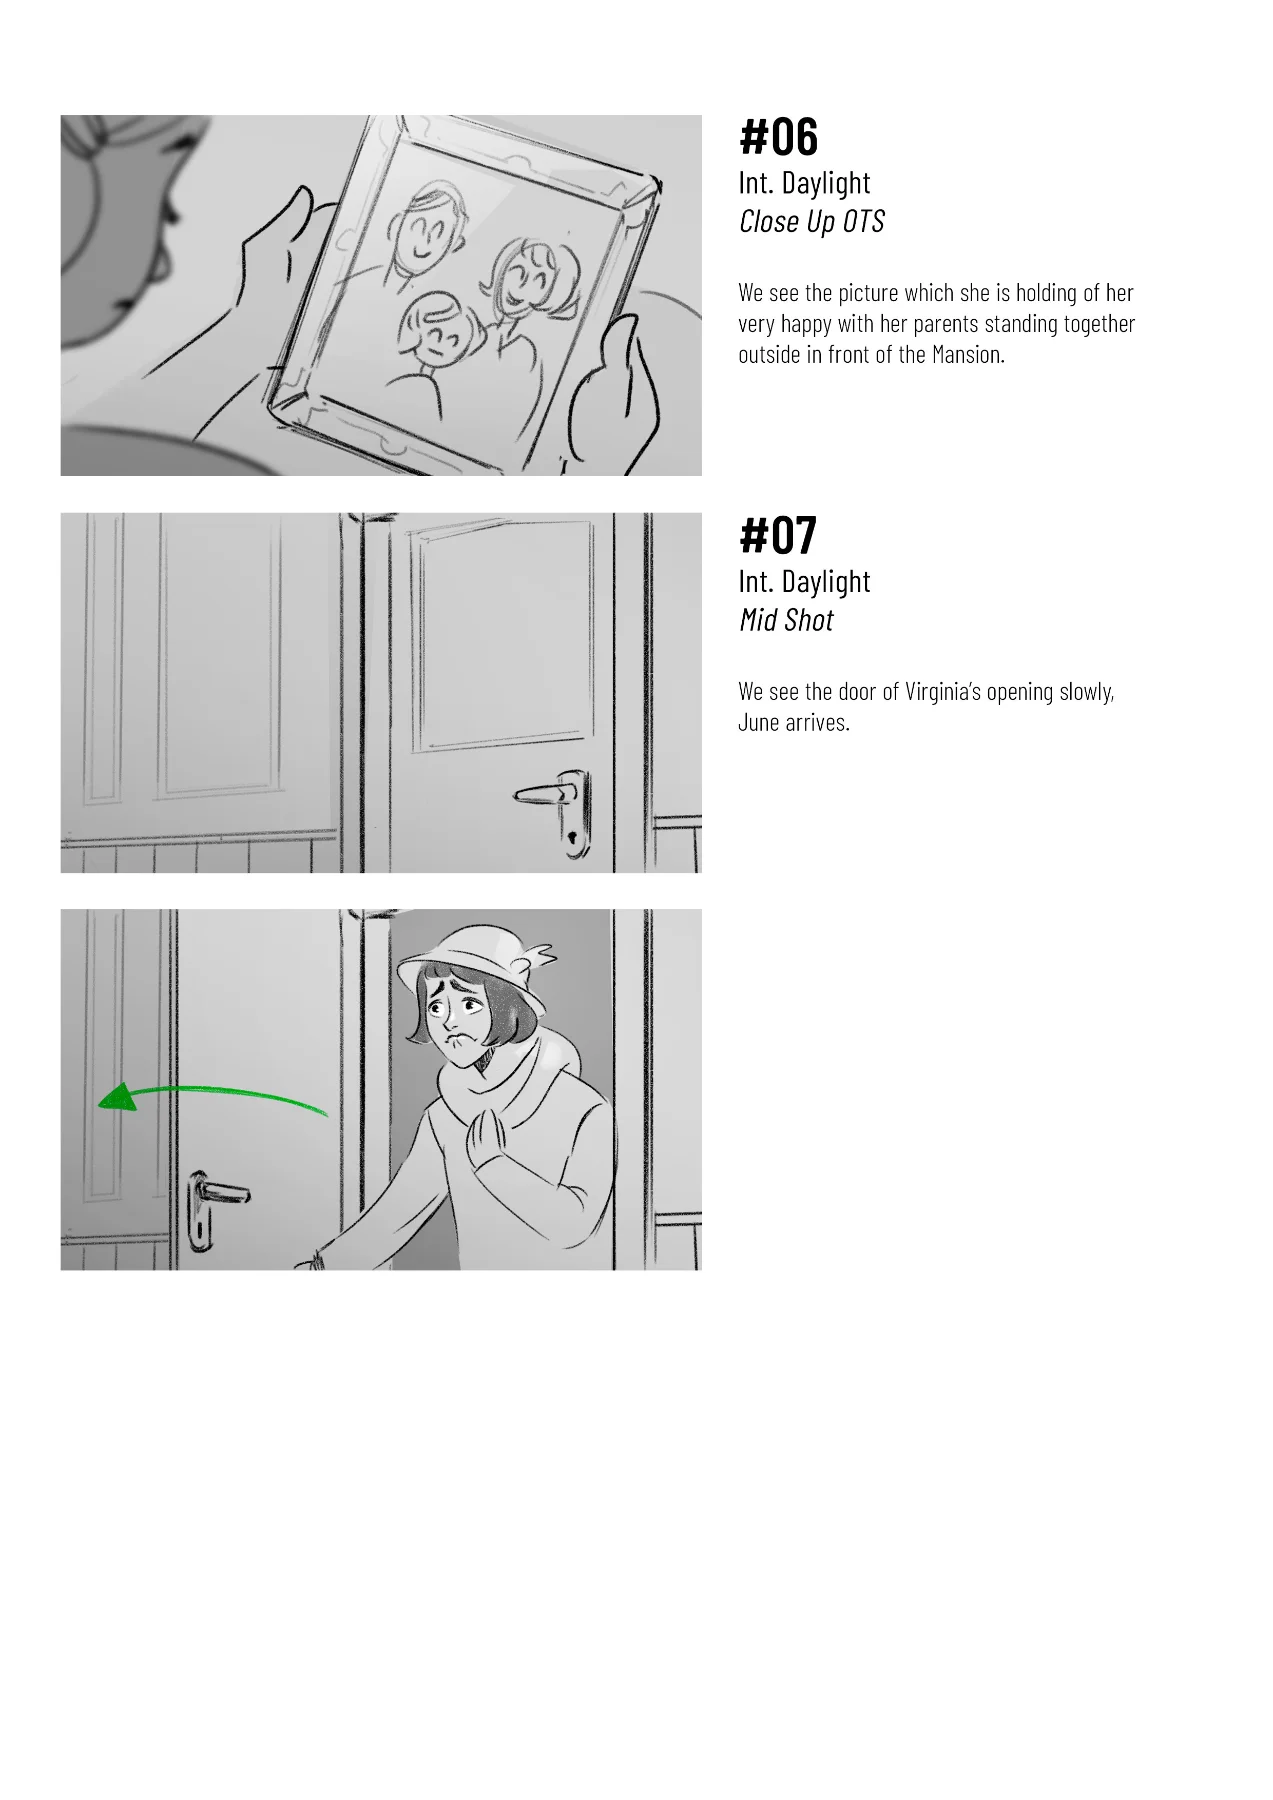 #06
Int. Daylight
Close Up OTS
We see the picture which she is holding of her
very happy with her parents standing together
outside in front of the Mansion.
#07
Int. Daylight
Mid Shot
We see the door of Virginia’s opening slowly,
June arrives.